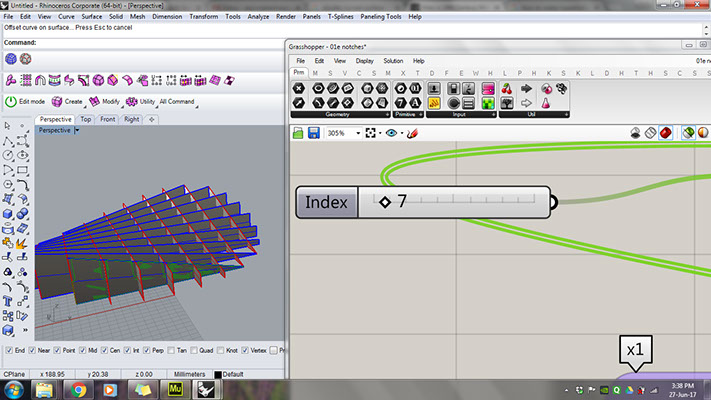 Untitled - Rhinoceros Corporate (64-bit) - [Perspective]
File Edit View Curve Surface Solid Mesh Dimension Transform Tools Analyze Render Panels T-Splines Paneling Tools Help
Offset curve on surface... Press Esc to cancel
Command:
Grasshopper - 01e notches*
File Edit View Display Solution Help
01e no
Prm M S V C S M T I D W X U L E K H K S N F
Geometry Primitive Input Util
Edit mode Create Modify Utility All Command
305%
Perspective Top Front Right
Perspective
Index 7
x1
End Near Point Mid Cen Int Perp Tan Quad Knot Vertex
CPlane x 188.95 y 20.38 z 0.00 Millimeters Default
Mu
3:38 PM
27-Jun-17